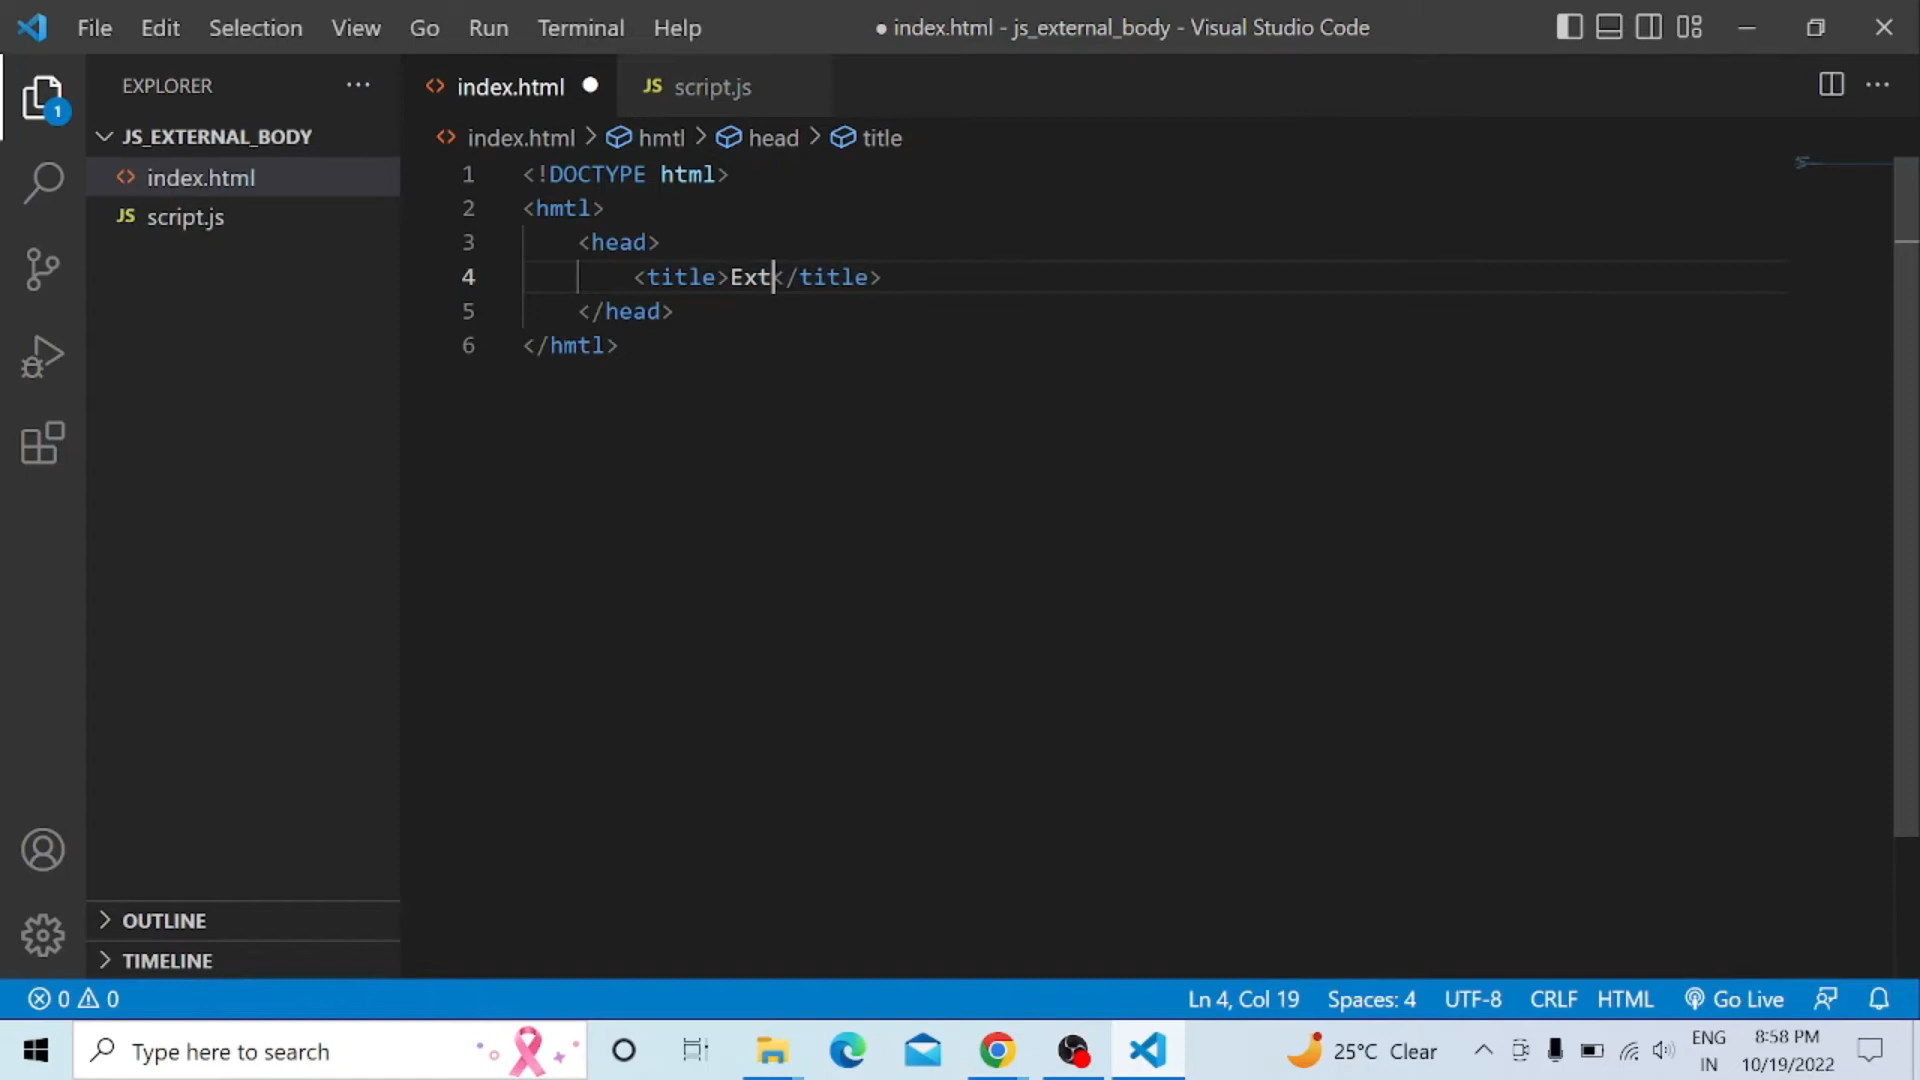 File Edit Selection View Go Run Terminal Help
● index.html - js_external_body - Visual Studio Code
EXPLORER ···
1
index.html
JS script.js
JS_EXTERNAL_BODY
index.html > hmtl > head > title
index.html
JS script.js
1 <!DOCTYPE html>
2 <hmtl>
3 <head>
4 <title>Ext</title>
5 </head>
6 </hmtl>
OUTLINE
TIMELINE
0 0
Ln 4, Col 19 Spaces: 4 UTF-8 CRLF HTML Go Live
Type here to search
25°C Clear
ENG
IN
8:58 PM
10/19/2022